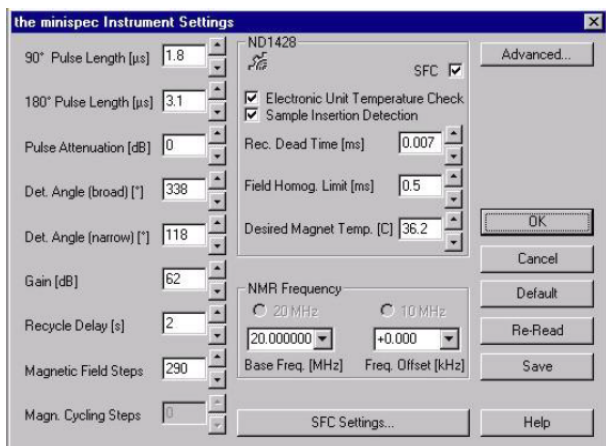 the minispec Instrument Settings
90° Pulse Length [µs] 1.8
180° Pulse Length [µs] 3.1
Pulse Attenuation [dB] 0
Det. Angle (broad) [°] 338
Det. Angle (narrow) [°] 118
Gain [dB] 62
Recycle Delay [s] 2
Magnetic Field Steps 290
Magn. Cycling Steps 0
ND1428
SFC
Electronic Unit Temperature Check
Sample Insertion Detection
Rec. Dead Time [ms] 0.007
Field Homog. Limit [ms] 0.5
Desired Magnet Temp. [C] 36.2
NMR Frequency
20 MHz 10 MHz
20.000000 +0.000
Base Freq. [MHz] Freq. Offset [kHz]
SFC Settings...
Advanced...
OK
Cancel
Default
Re-Read
Save
Help